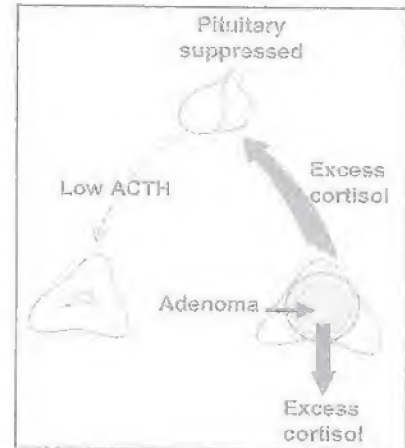 Pituitary
suppressed
Excess
cortisol
Low ACTH
Adenoma
Excess
cortisol